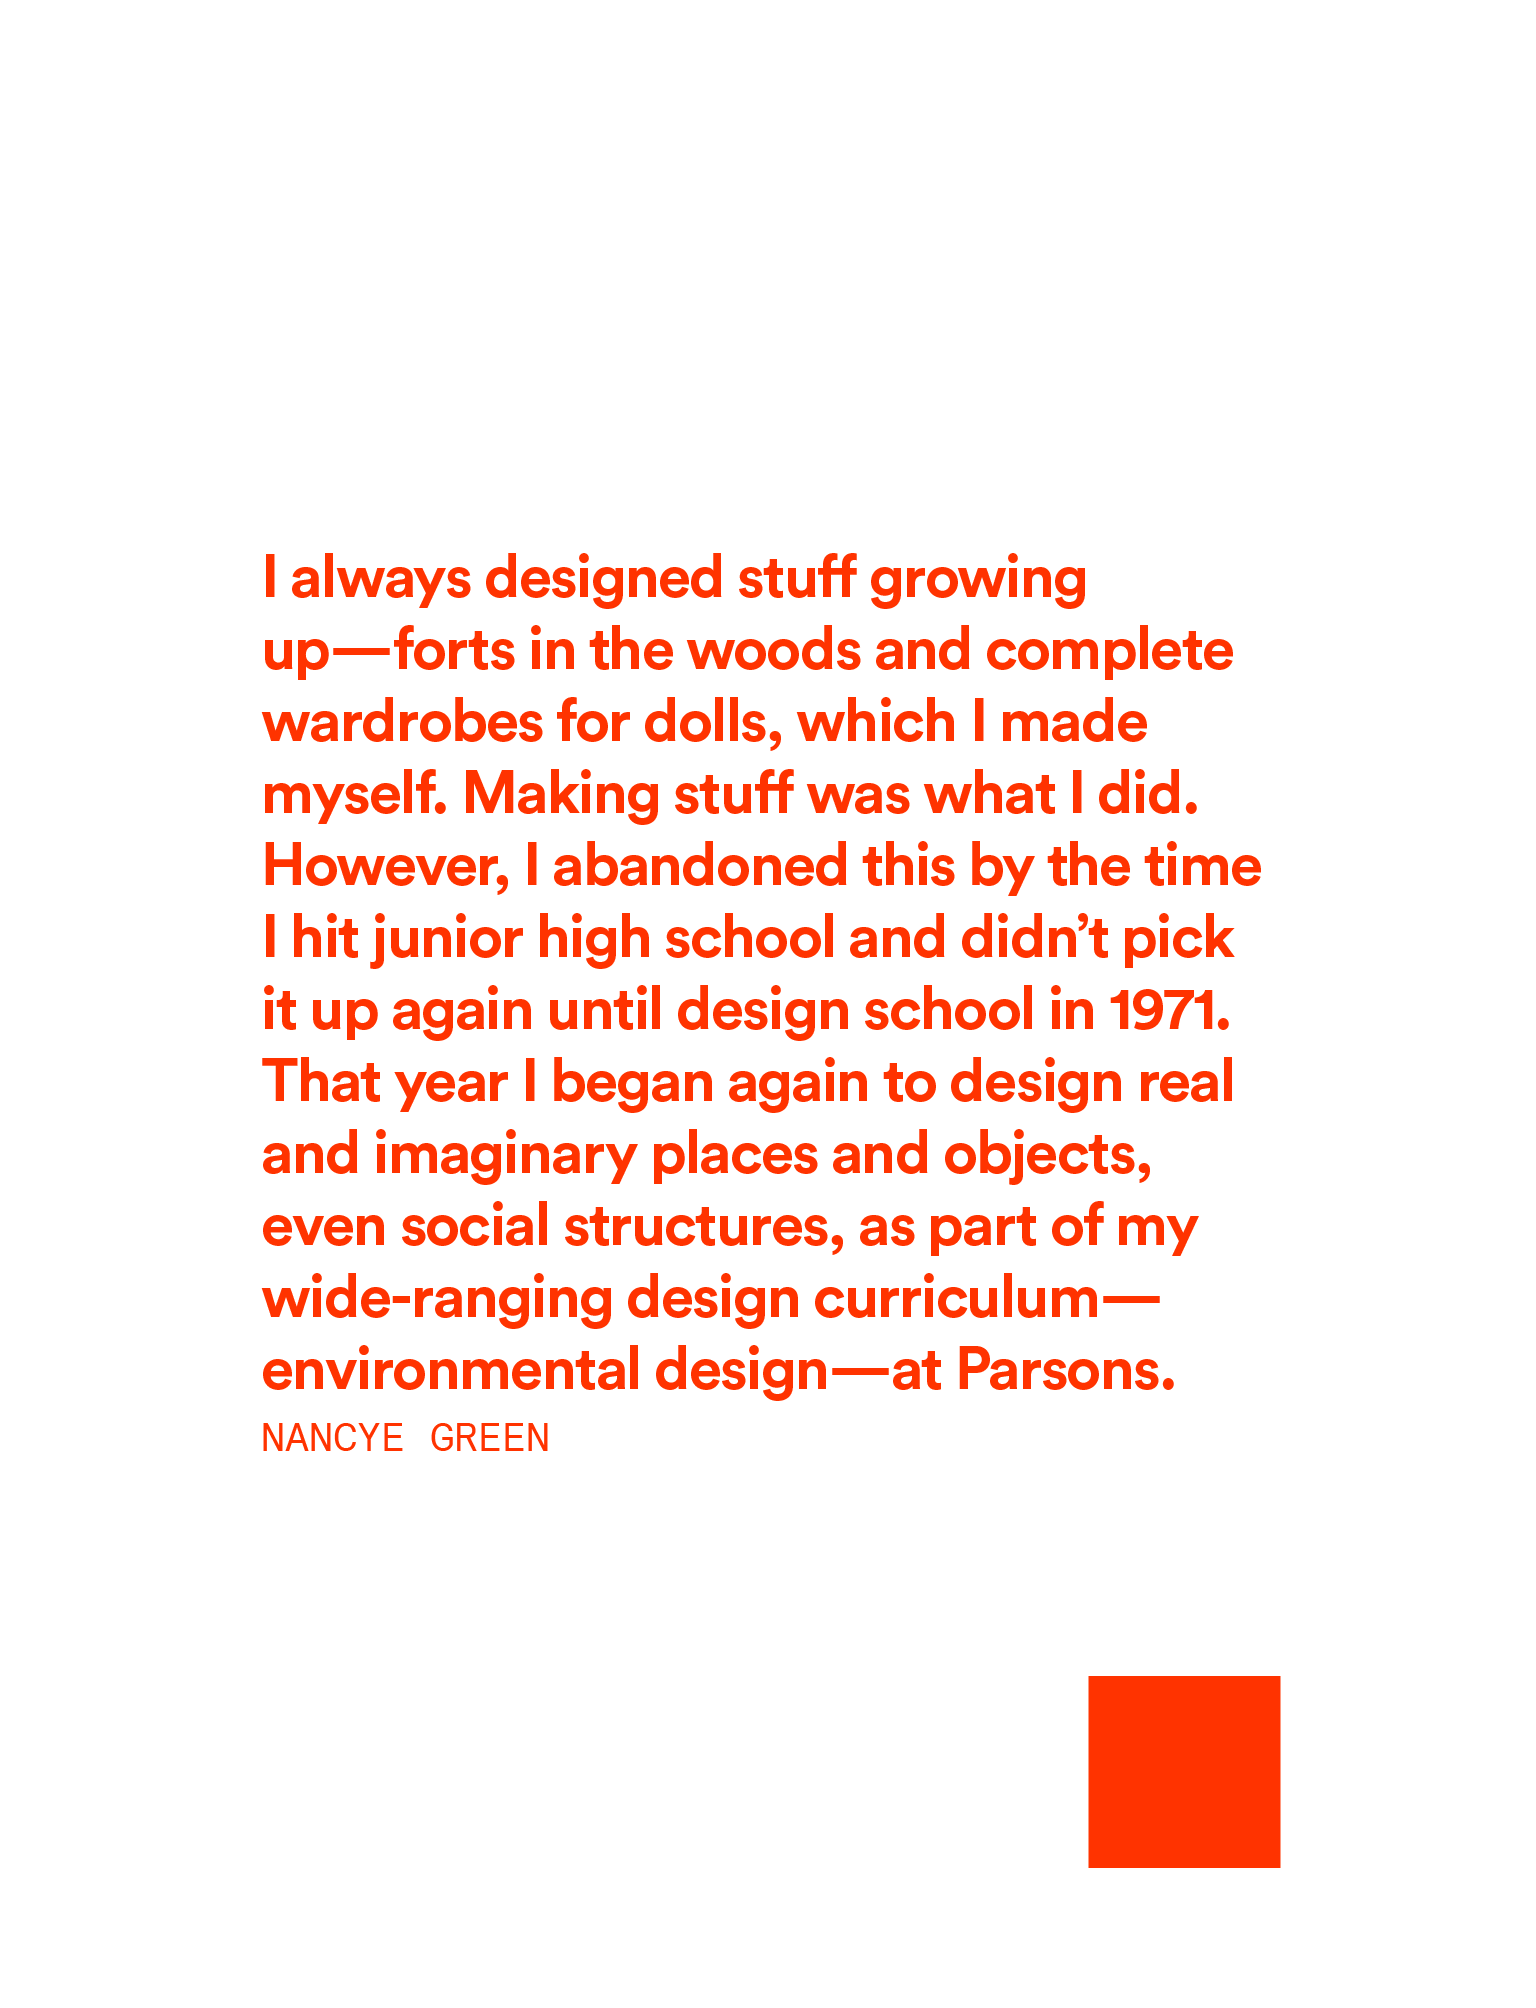 I always designed stuff growing
up—forts in the woods and complete
wardrobes for dolls, which I made
myself. Making stuff was what I did.
However, I abandoned this by the time
I hit junior high school and didn’t pick
it up again until design school in 1971.
That year I began again to design real
and imaginary places and objects,
even social structures, as part of my
wide-ranging design curriculum—
environmental design—at Parsons.
NANCYE GREEN